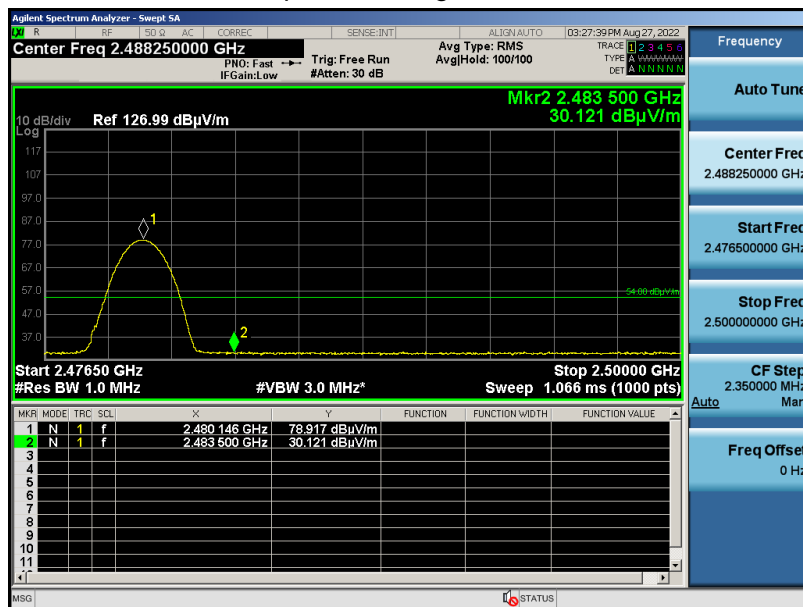 Agilent Spectrum Analyzer - Swept SA
LXI R RF 50 Ω AC CORREC SENSE:INT ALIGN AUTO 03:27:39 PM Aug 27, 2022
Center Freq 2.488250000 GHz
PNO: Fast
IFGain:Low
Trig: Free Run
#Atten: 30 dB
Avg Type: RMS
Avg|Hold: 100/100
TRACE 1 2 3 4 5 6
TYPE A WWWWW
DET A N N N N N
Mkr2 2.483 500 GHz
30.121 dBµV/m
10 dB/div Ref 126.99 dBµV/m
Log
117
107
97.0
87.0
77.0
67.0
57.0
47.0
37.0
1
2
54.00 dBµV/m
Start 2.47650 GHz Stop 2.50000 GHz
#Res BW 1.0 MHz #VBW 3.0 MHz* Sweep 1.066 ms (1000 pts)
MKR MODE TRC SCL X Y FUNCTION FUNCTION WIDTH FUNCTION VALUE
1 N 1 f 2.480 146 GHz 78.917 dBµV/m
2 N 1 f 2.483 500 GHz 30.121 dBµV/m
3
4
5
6
7
8
9
10
11
MSG STATUS
Frequency
Auto Tune
Center Freq
2.488250000 GHz
Start Freq
2.476500000 GHz
Stop Freq
2.500000000 GHz
CF Step
2.350000 MHz
Auto Man
Freq Offset
0 Hz